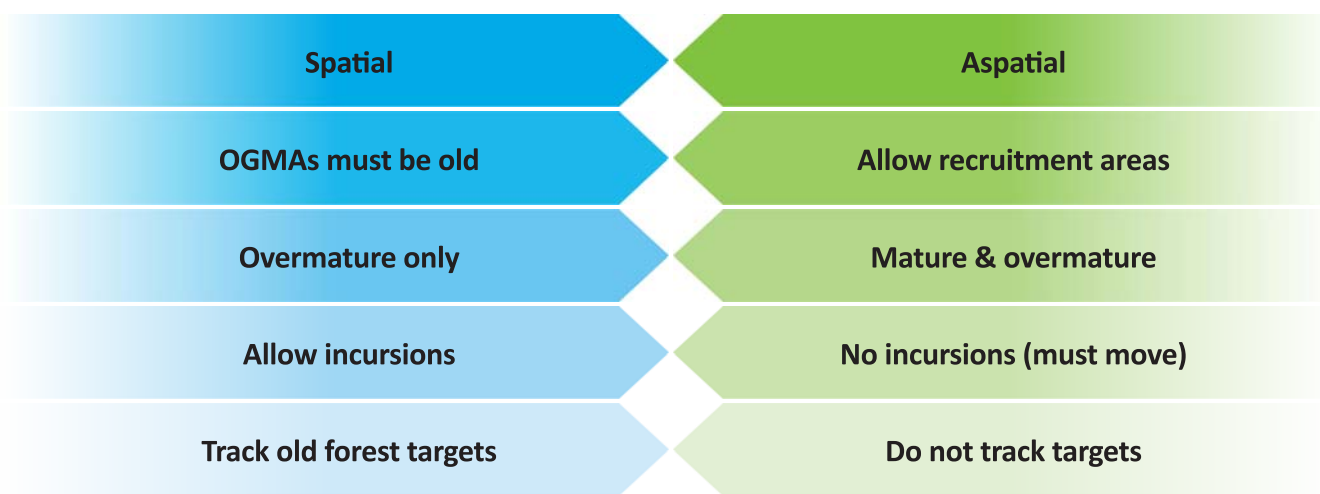 Spatial
Aspatial
OGMAs must be old
Allow recruitment areas
Overmature only
Mature & overmature
Allow incursions
No incursions (must move)
Track old forest targets
Do not track targets